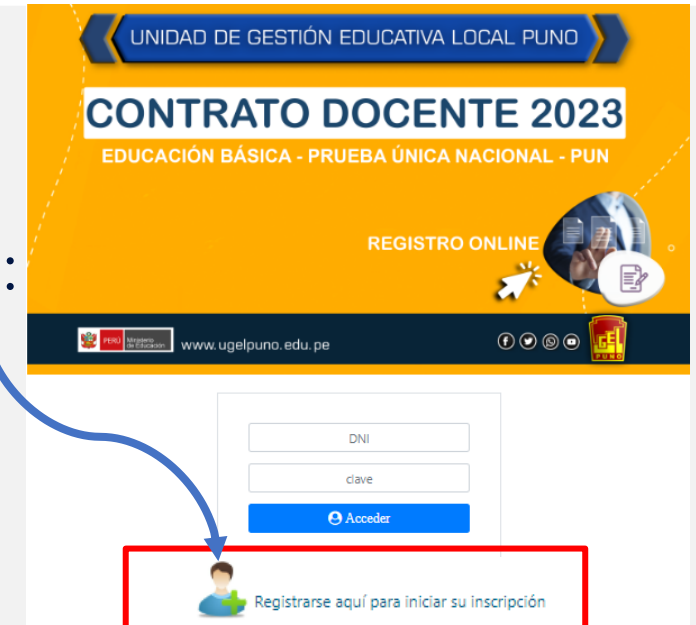 UNIDAD DE GESTIÓN EDUCATIVA LOCAL PUNO
CONTRATO DOCENTE 2023
EDUCACIÓN BÁSICA - PRUEBA ÚNICA NACIONAL - PUN
REGISTRO ONLINE
:
PERÚ
Ministerio
de Educación
www.ugelpuno.edu.pe
UGEL
PUNO
DNI
clave
Acceder
Registrarse aquí para iniciar su inscripción